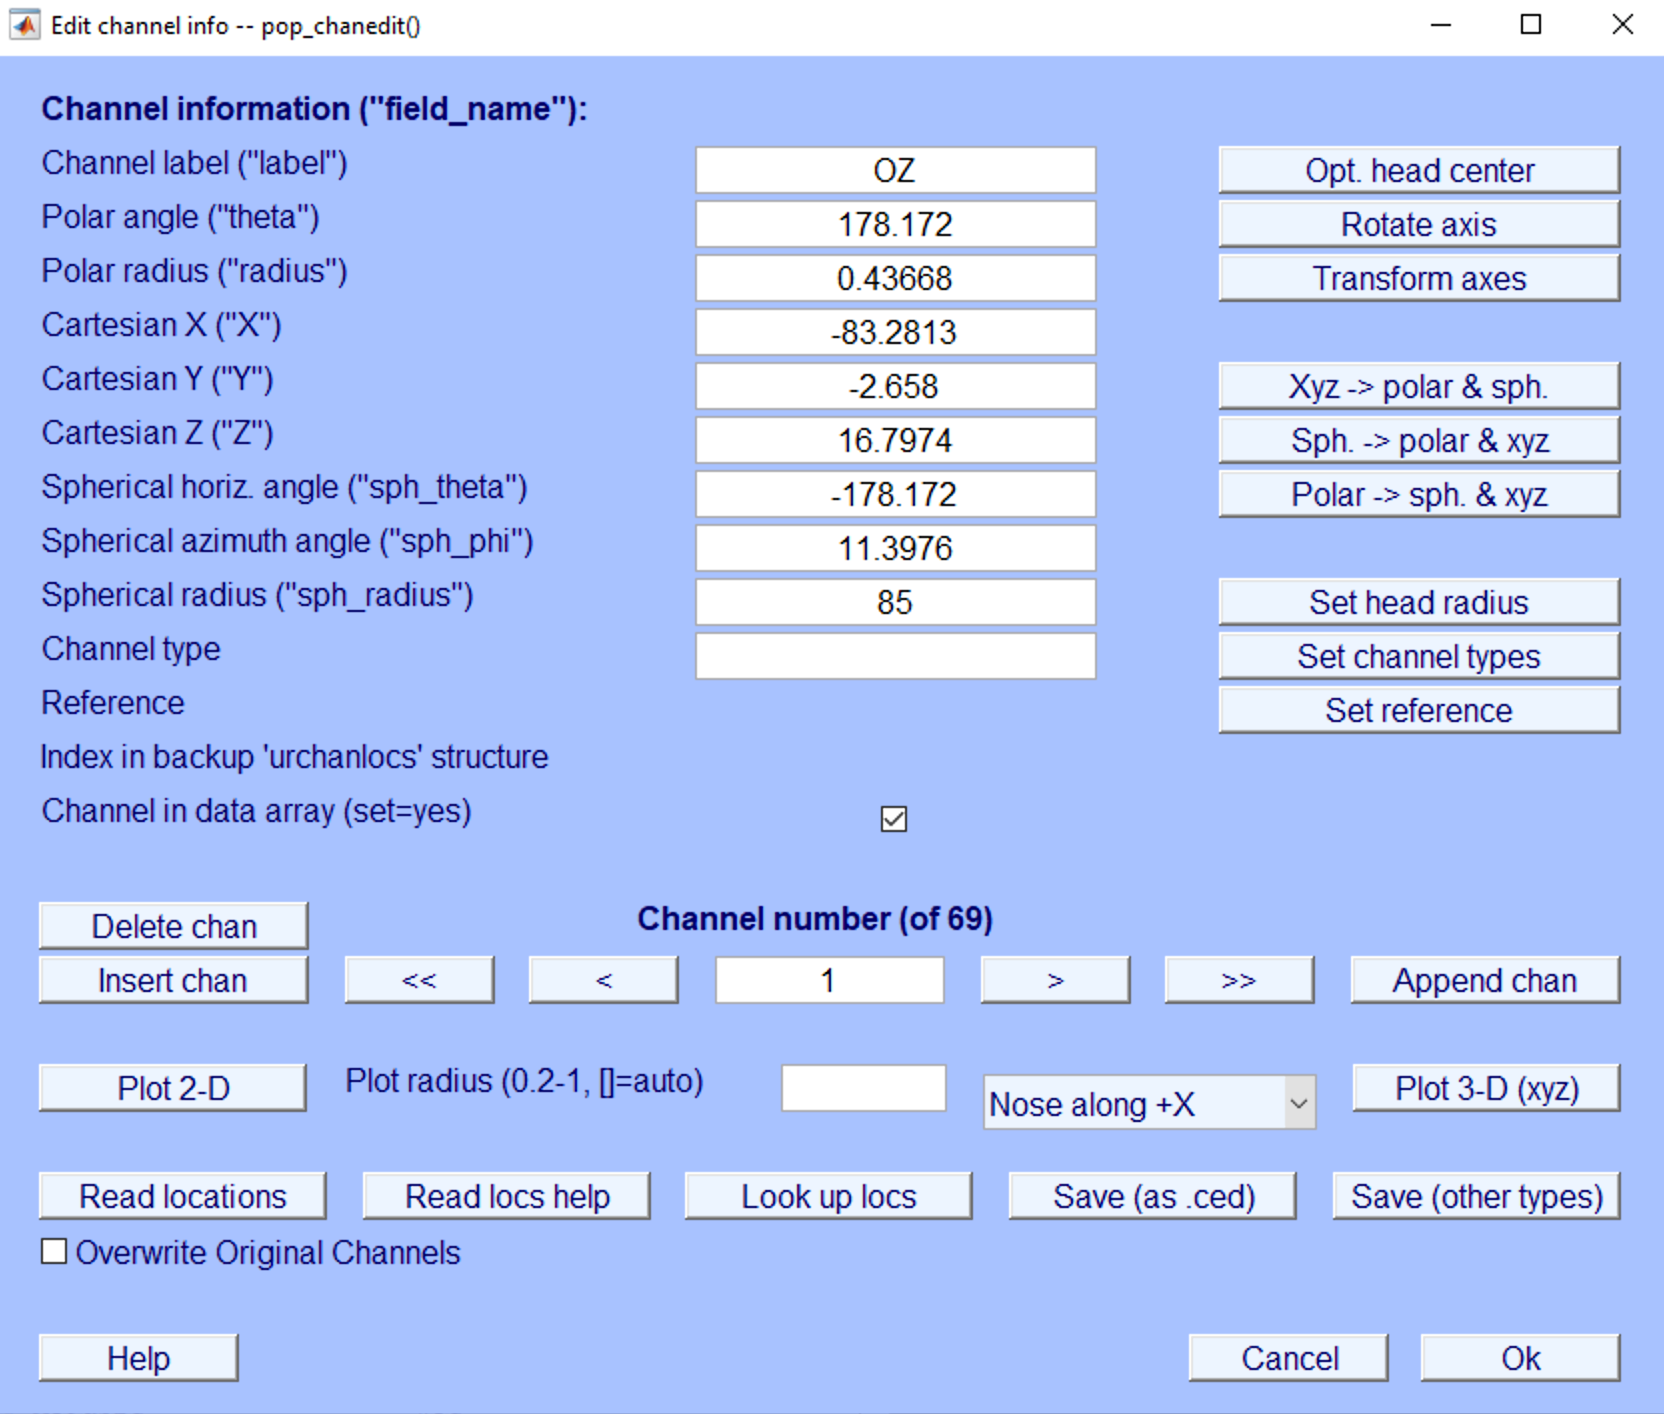 Edit channel info -- pop_chanedit()
Channel information ("field_name"):
Channel label ("label") OZ Opt. head center
Polar angle ("theta") 178.172 Rotate axis
Polar radius ("radius") 0.43668 Transform axes
Cartesian X ("X") -83.2813
Cartesian Y ("Y") -2.658 Xyz -> polar & sph.
Cartesian Z ("Z") 16.7974 Sph. -> polar & xyz
Spherical horiz. angle ("sph_theta") -178.172 Polar -> sph. & xyz
Spherical azimuth angle ("sph_phi") 11.3976
Spherical radius ("sph_radius") 85 Set head radius
Channel type Set channel types
Reference Set reference
Index in backup 'urchanlocs' structure
Channel in data array (set=yes)
Delete chan Channel number (of 69)
Insert chan << < 1 > >> Append chan
Plot 2-D Plot radius (0.2-1, []=auto) Nose along +X Plot 3-D (xyz)
Read locations Read locs help Look up locs Save (as .ced) Save (other types)
Overwrite Original Channels
Help Cancel Ok